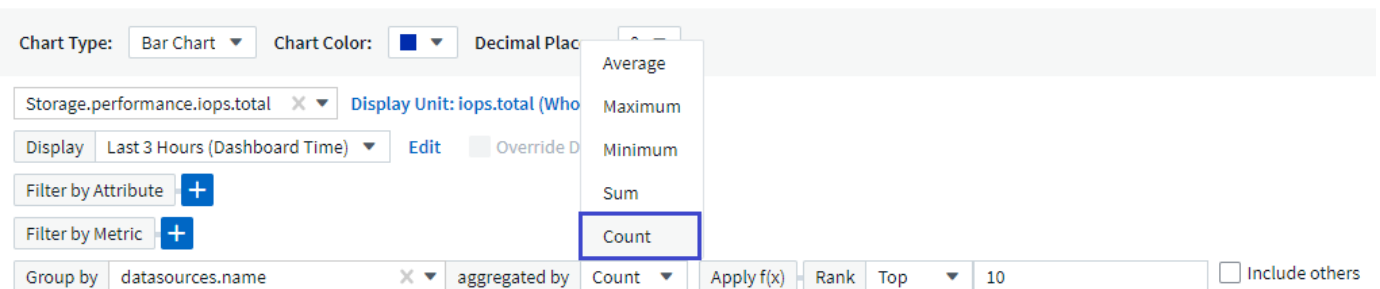 Chart Type: Bar Chart Chart Color: Decimal Plac
Average
Storage.performance.iops.total Display Unit: iops.total (Who
Maximum
Display Last 3 Hours (Dashboard Time) Edit Override D
Minimum
Filter by Attribute +
Sum
Filter by Metric +
Count
Group by datasources.name aggregated by Count Apply f(x) Rank Top 10 Include others